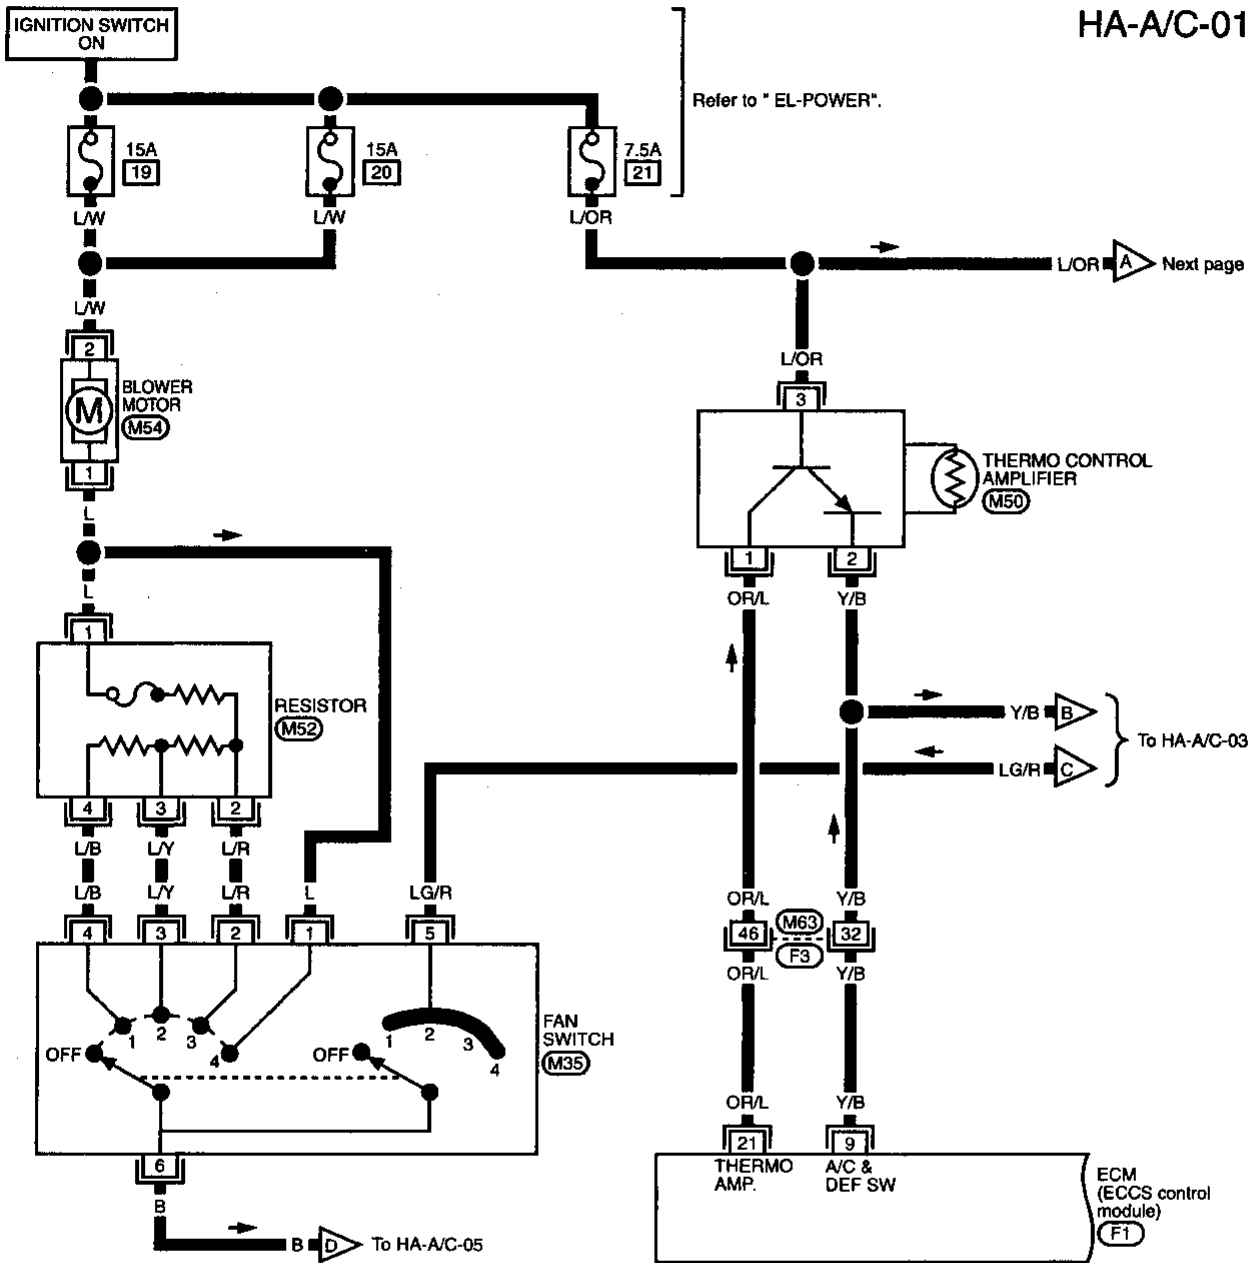 HA-A/C-01
IGNITION SWITCH
ON
Refer to " EL-POWER".
15A
19
15A
20
7.5A
21
L/W
L/W
L/OR
L/OR
A
Next page
L/W
L/OR
2
3
BLOWER
MOTOR
M54
M
THERMO CONTROL
AMPLIFIER
M50
1
1
2
L
OR/L
Y/B
L
1
RESISTOR
M52
Y/B
B
To HA-A/C-03
LG/R
C
4
3
2
L/B
L/Y
L/R
L/B
L/Y
L/R
L
LG/R
OR/L
Y/B
4
3
2
1
5
46
M63
32
F3
OR/L
Y/B
1
2
3
4
OFF
1
2
3
4
OFF
FAN
SWITCH
M35
OR/L
Y/B
21
9
THERMO
AMP.
A/C &
DEF SW
ECM
(ECCS control
module)
F1
6
B
B
D
To HA-A/C-05